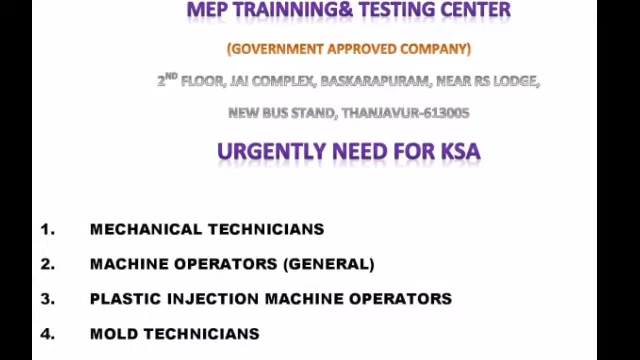 MEP TRAINNING& TESTING CENTER
(GOVERNMENT APPROVED COMPANY)
2ND FLOOR, JAI COMPLEX, BASKARAPURAM, NEAR RS LODGE,
NEW BUS STAND, THANJAVUR-613005
URGENTLY NEED FOR KSA
1. MECHANICAL TECHNICIANS
2. MACHINE OPERATORS (GENERAL)
3. PLASTIC INJECTION MACHINE OPERATORS
4. MOLD TECHNICIANS